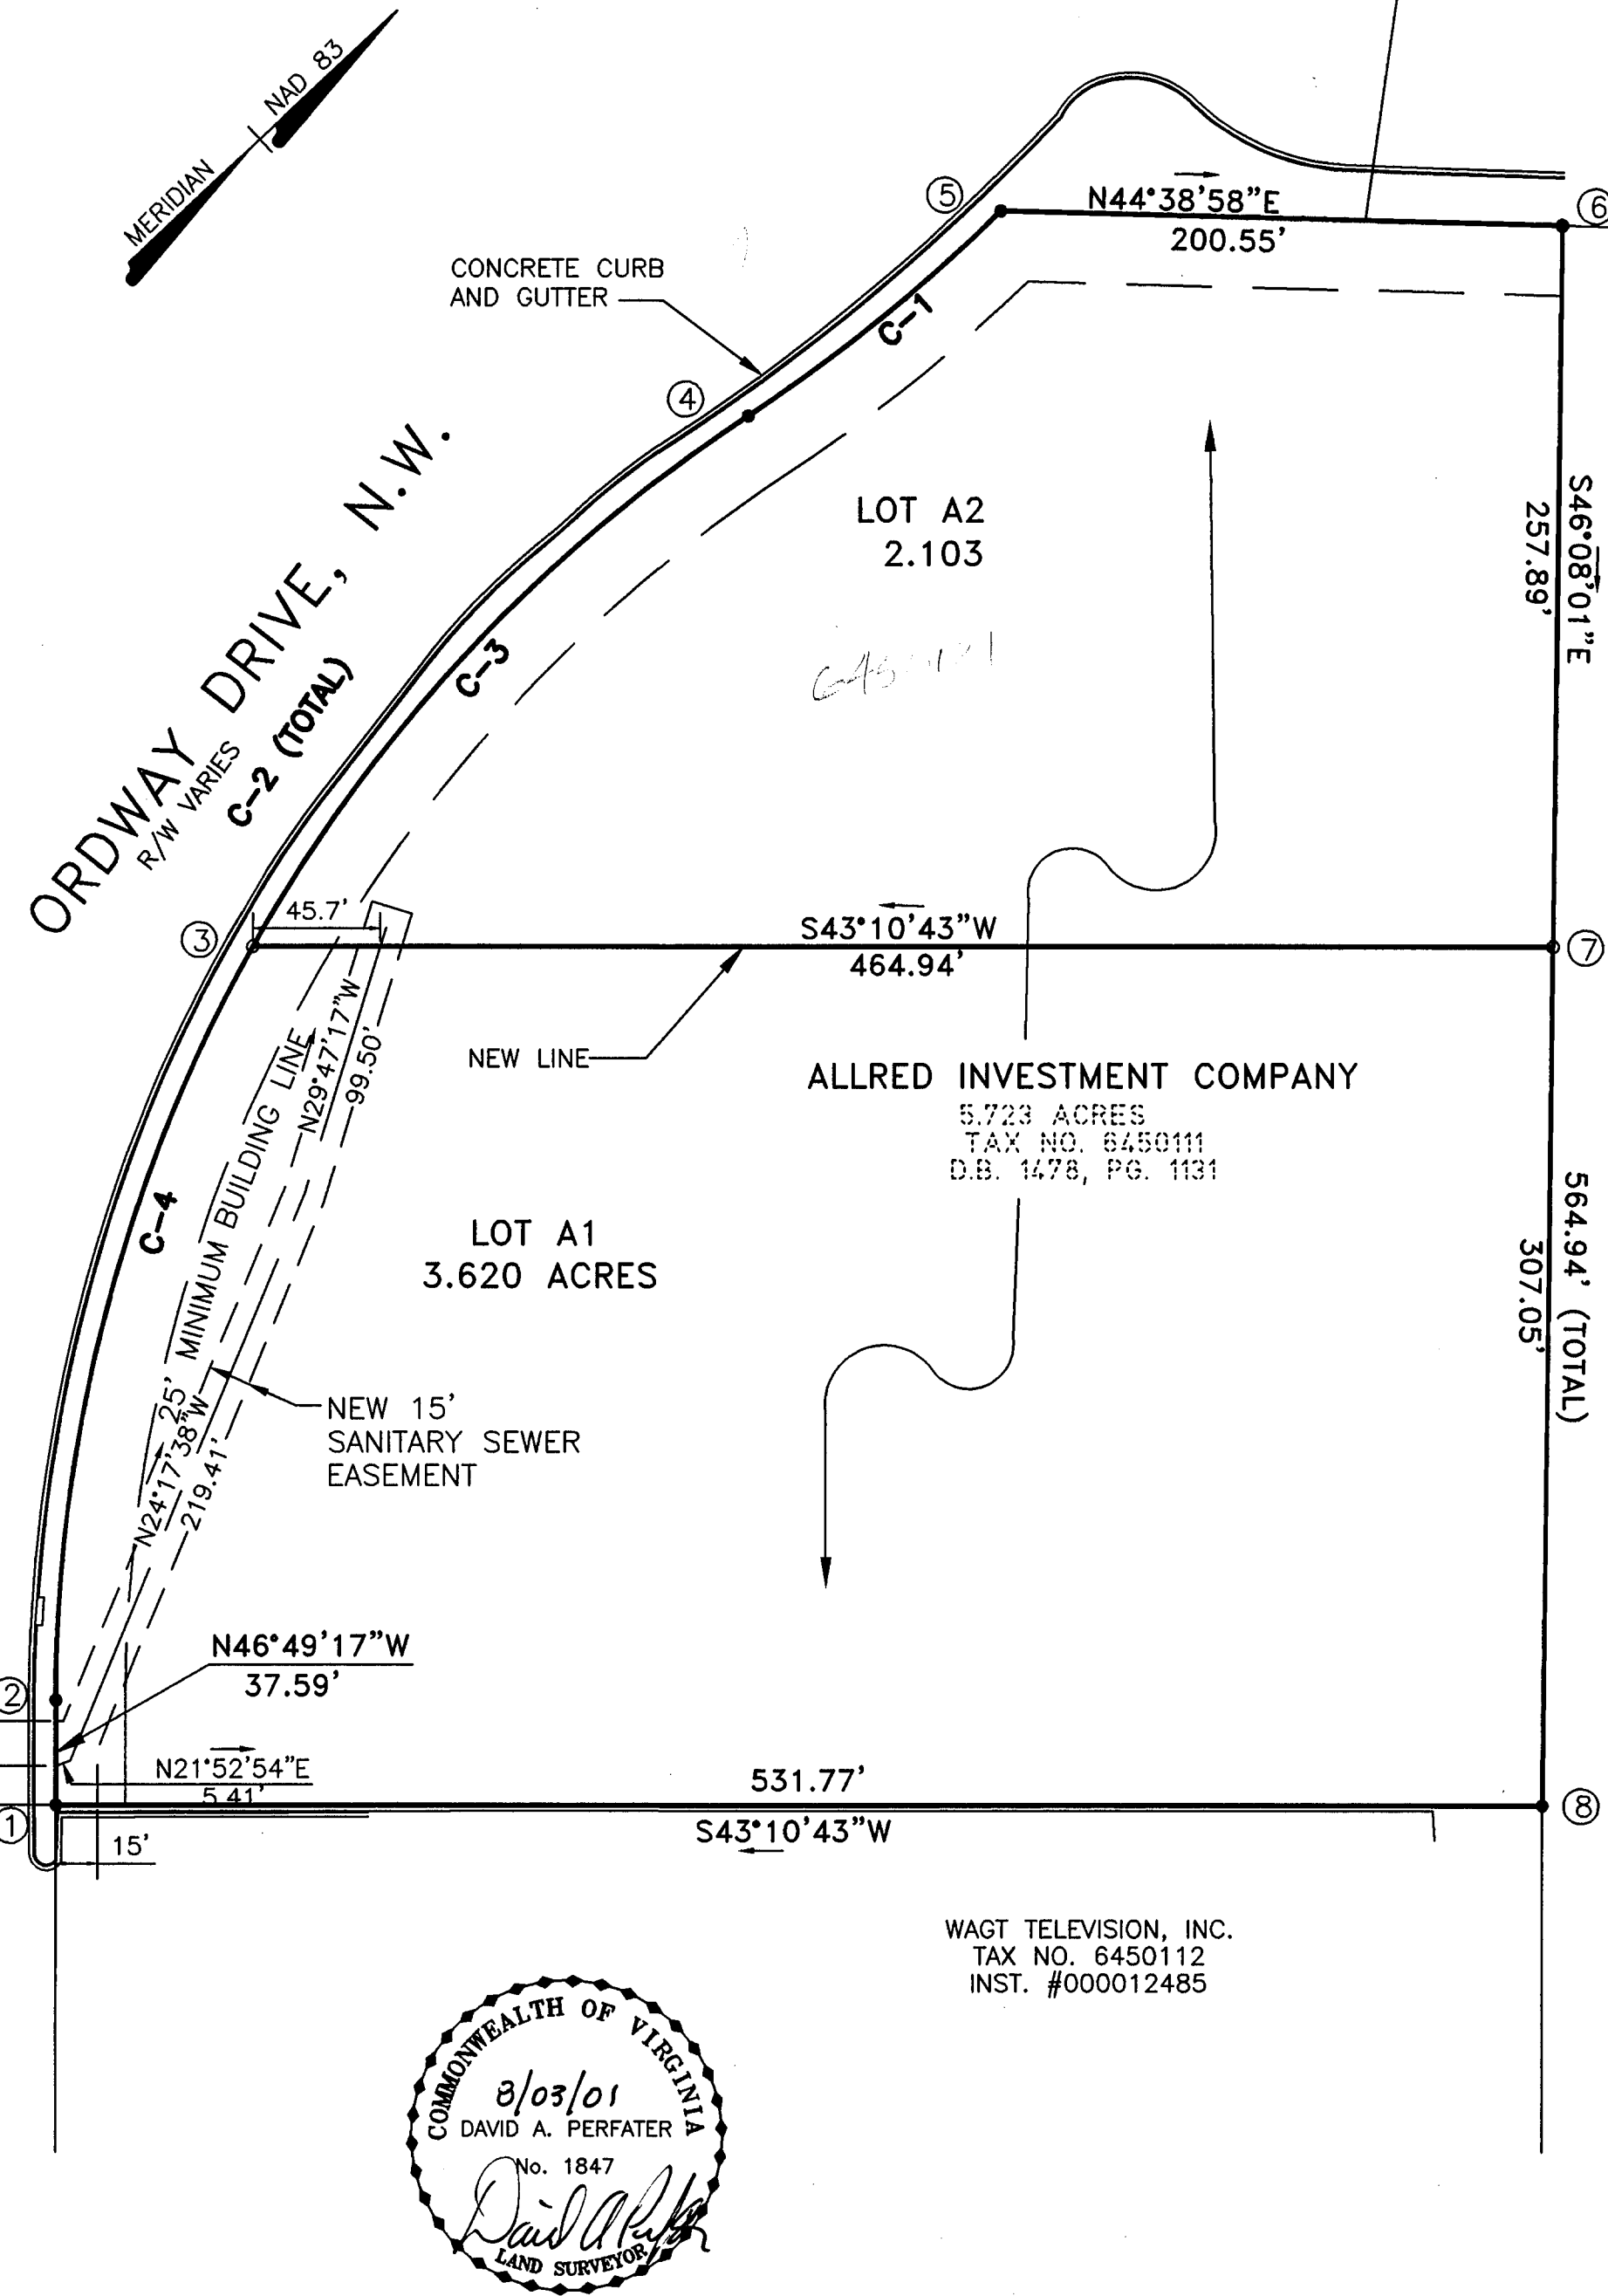 NAD 83
MERIDIAN
5
N44°38'58"E
200.55'
6
CONCRETE CURB
AND GUTTER
C-1
4
ORDWAY DRIVE, N.W.
R/W VARIES
C-2 (TOTAL)
C-3
LOT A2
2.103
S46°08'01"E
257.89'
3
45.7'
S43°10'43"W
464.94'
7
NEW LINE
N29°47'17"W
99.50'
ALLRED INVESTMENT COMPANY
5.723 ACRES
TAX NO. 6450111
D.B. 1478, PG. 1131
C-4
25' MINIMUM BUILDING LINE
LOT A1
3.620 ACRES
564.94' (TOTAL)
307.05'
N24°17'38"W
219.41'
NEW 15'
SANITARY SEWER
EASEMENT
N46°49'17"W
37.59'
2
N21°52'54"E
5.41'
531.77'
S43°10'43"W
1
8
15'
WAGT TELEVISION, INC.
TAX NO. 6450112
INST. #000012485
COMMONWEALTH OF VIRGINIA
8/03/01
DAVID A. PERFATER
No. 1847
David A Perfater
LAND SURVEYOR